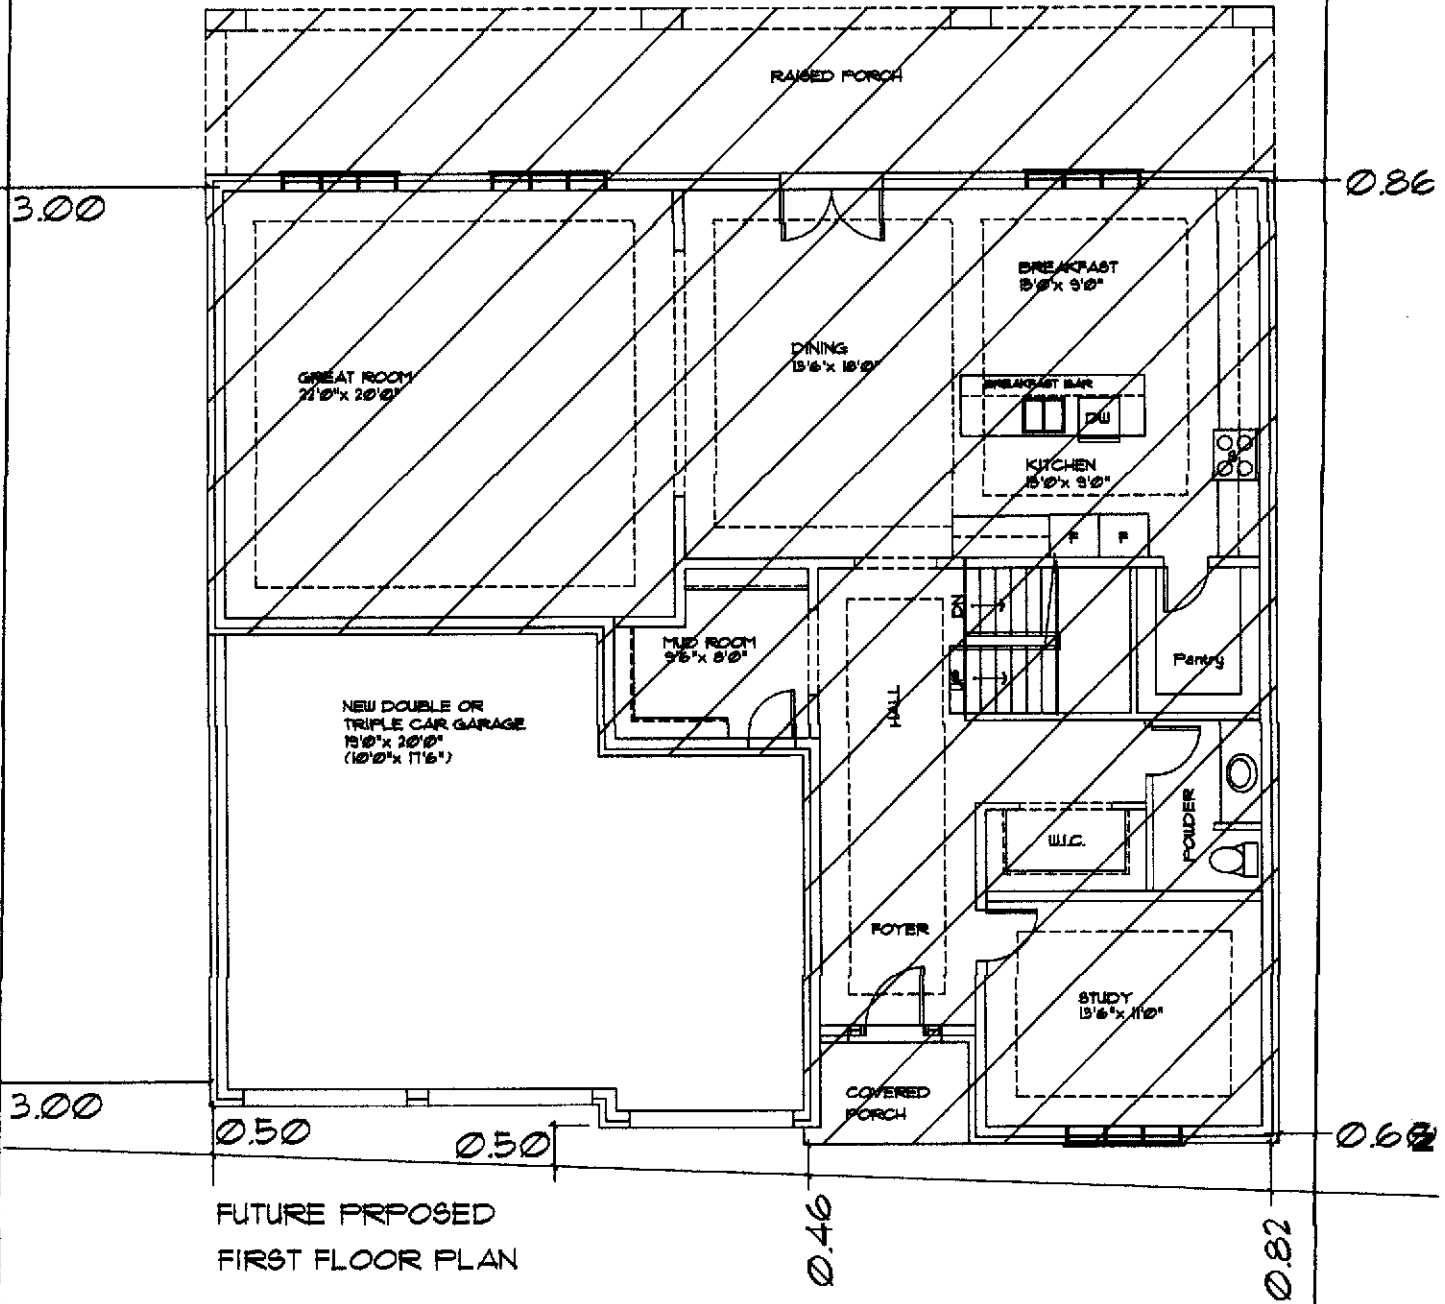 RAISED PORCH
3.00
0.86
BREAKFAST
13'0"x 9'0"
DINING
13'6"x 18'0"
GREAT ROOM
22'0"x 20'0"
BREAKFAST BAR
DW
KITCHEN
13'0"x 9'0"
F
F
DN
MUD ROOM
9'6"x 8'0"
Pantry
UP
HALL
NEW DOUBLE OR
TRIPLE CAR GARAGE
19'0"x 20'0"
(10'0"x 17'6")
POWDER
W.I.C.
FOYER
STUDY
13'6"x 11'0"
3.00
COVERED
PORCH
0.50
0.50
FUTURE PRPOSED
FIRST FLOOR PLAN
0.46
0.82